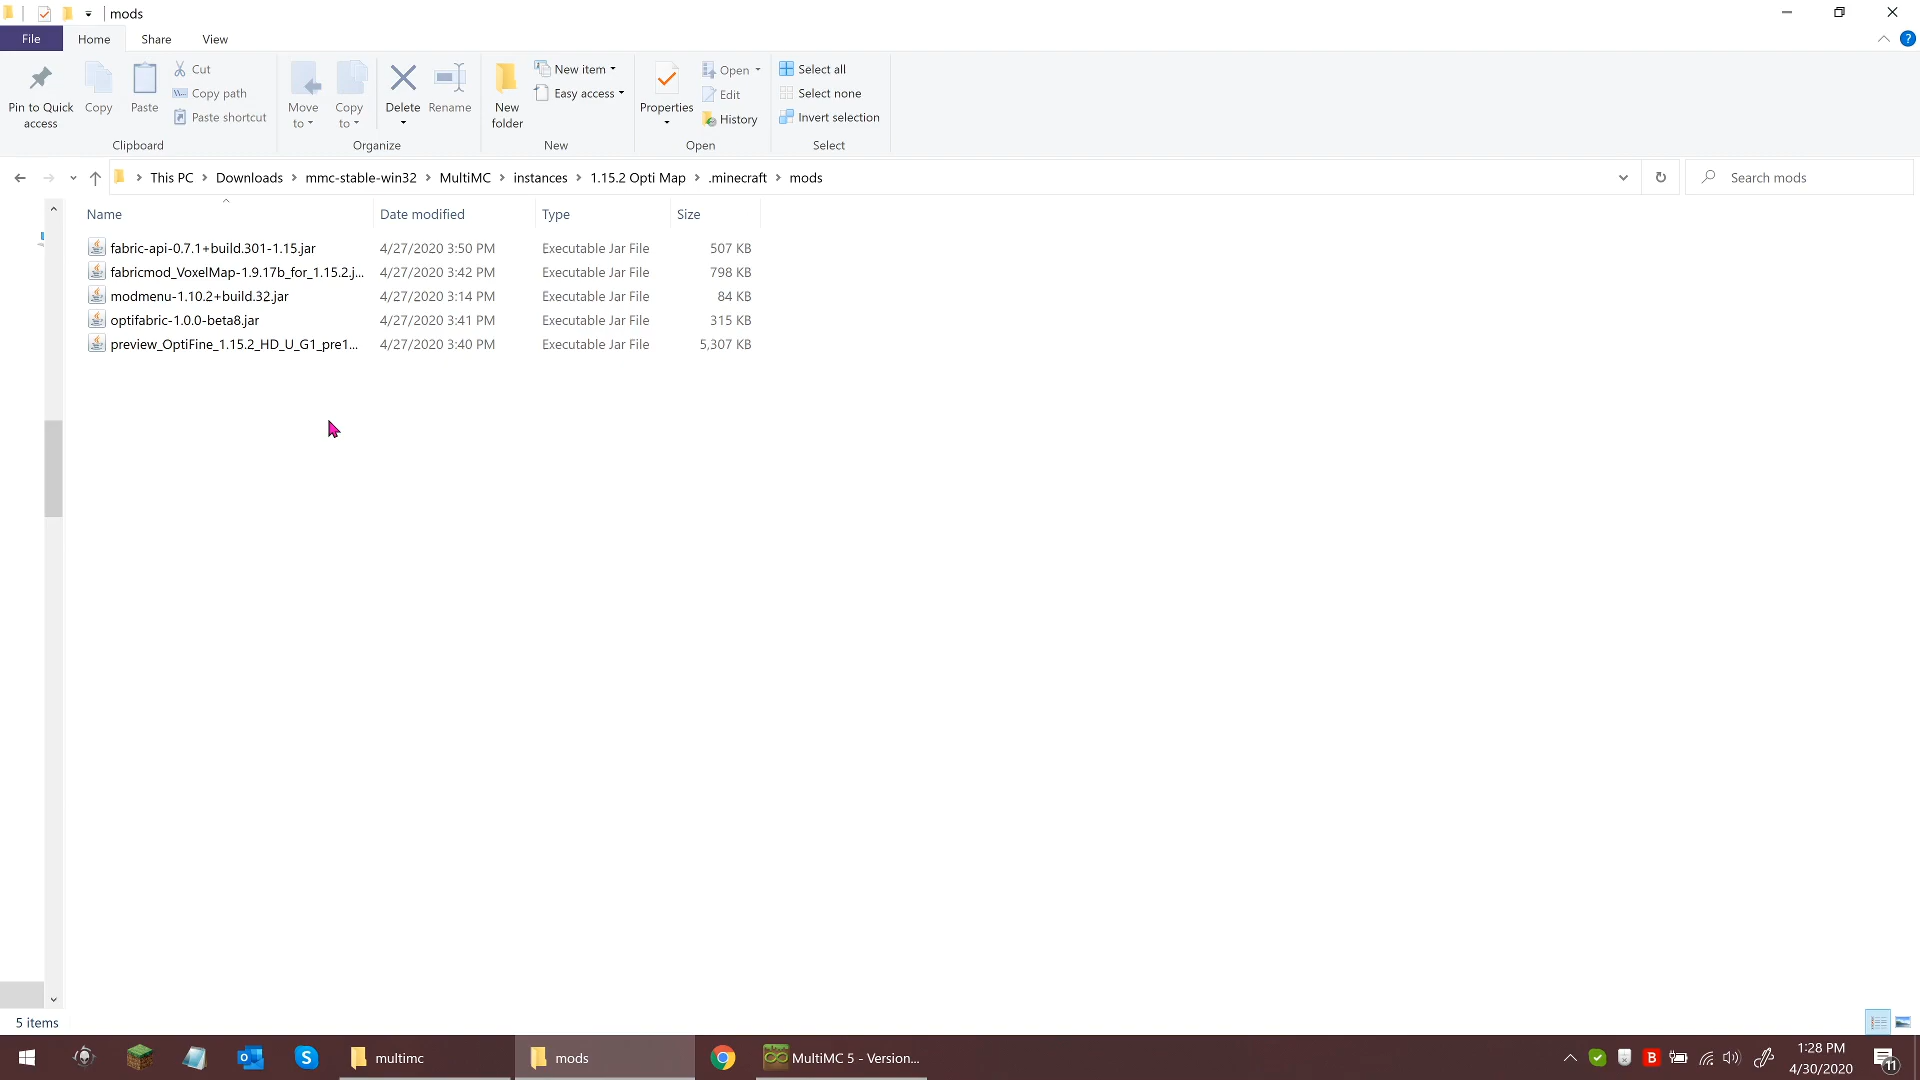 mods
File Home Share View
Pin to Quick access
Copy
Paste
Cut
Copy path
Paste shortcut
Clipboard
Move to
Copy to
Delete
Rename
Organize
New folder
New item
Easy access
New
Properties
Open
Edit
History
Open
Select all
Select none
Invert selection
Select
This PC > Downloads > mmc-stable-win32 > MultiMC > instances > 1.15.2 Opti Map > .minecraft > mods
Search mods
Name Date modified Type Size
fabric-api-0.7.1+build.301-1.15.jar 4/27/2020 3:50 PM Executable Jar File 507 KB
fabricmod_VoxelMap-1.9.17b_for_1.15.2.j... 4/27/2020 3:42 PM Executable Jar File 798 KB
modmenu-1.10.2+build.32.jar 4/27/2020 3:14 PM Executable Jar File 84 KB
optifabric-1.0.0-beta8.jar 4/27/2020 3:41 PM Executable Jar File 315 KB
preview_OptiFine_1.15.2_HD_U_G1_pre1... 4/27/2020 3:40 PM Executable Jar File 5,307 KB
5 items
multimc
mods
MultiMC 5 - Version...
B
1:28 PM
4/30/2020
11